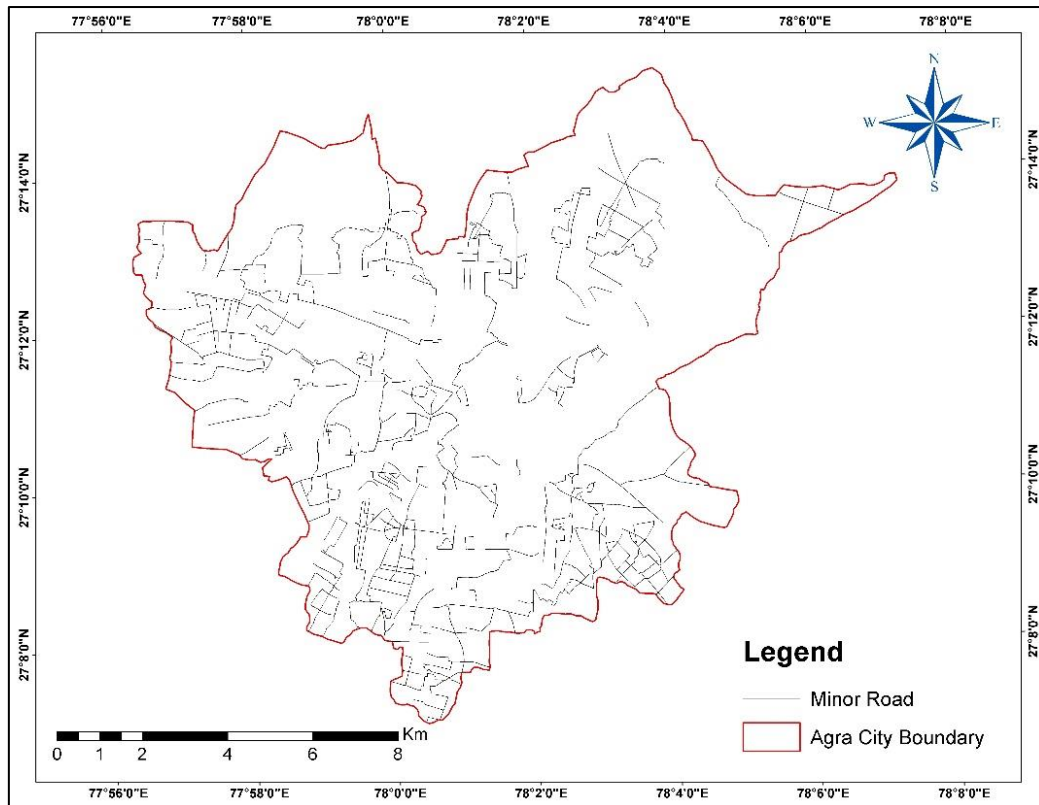 77°56'0"E 77°58'0"E 78°0'0"E 78°2'0"E 78°4'0"E 78°6'0"E 78°8'0"E
N
W E
S
27°14'0"N 27°14'0"N
27°12'0"N 27°12'0"N
27°10'0"N 27°10'0"N
27°8'0"N 27°8'0"N
Legend
Minor Road
Agra City Boundary
Km
0 1 2 4 6 8
77°56'0"E 77°58'0"E 78°0'0"E 78°2'0"E 78°4'0"E 78°6'0"E 78°8'0"E